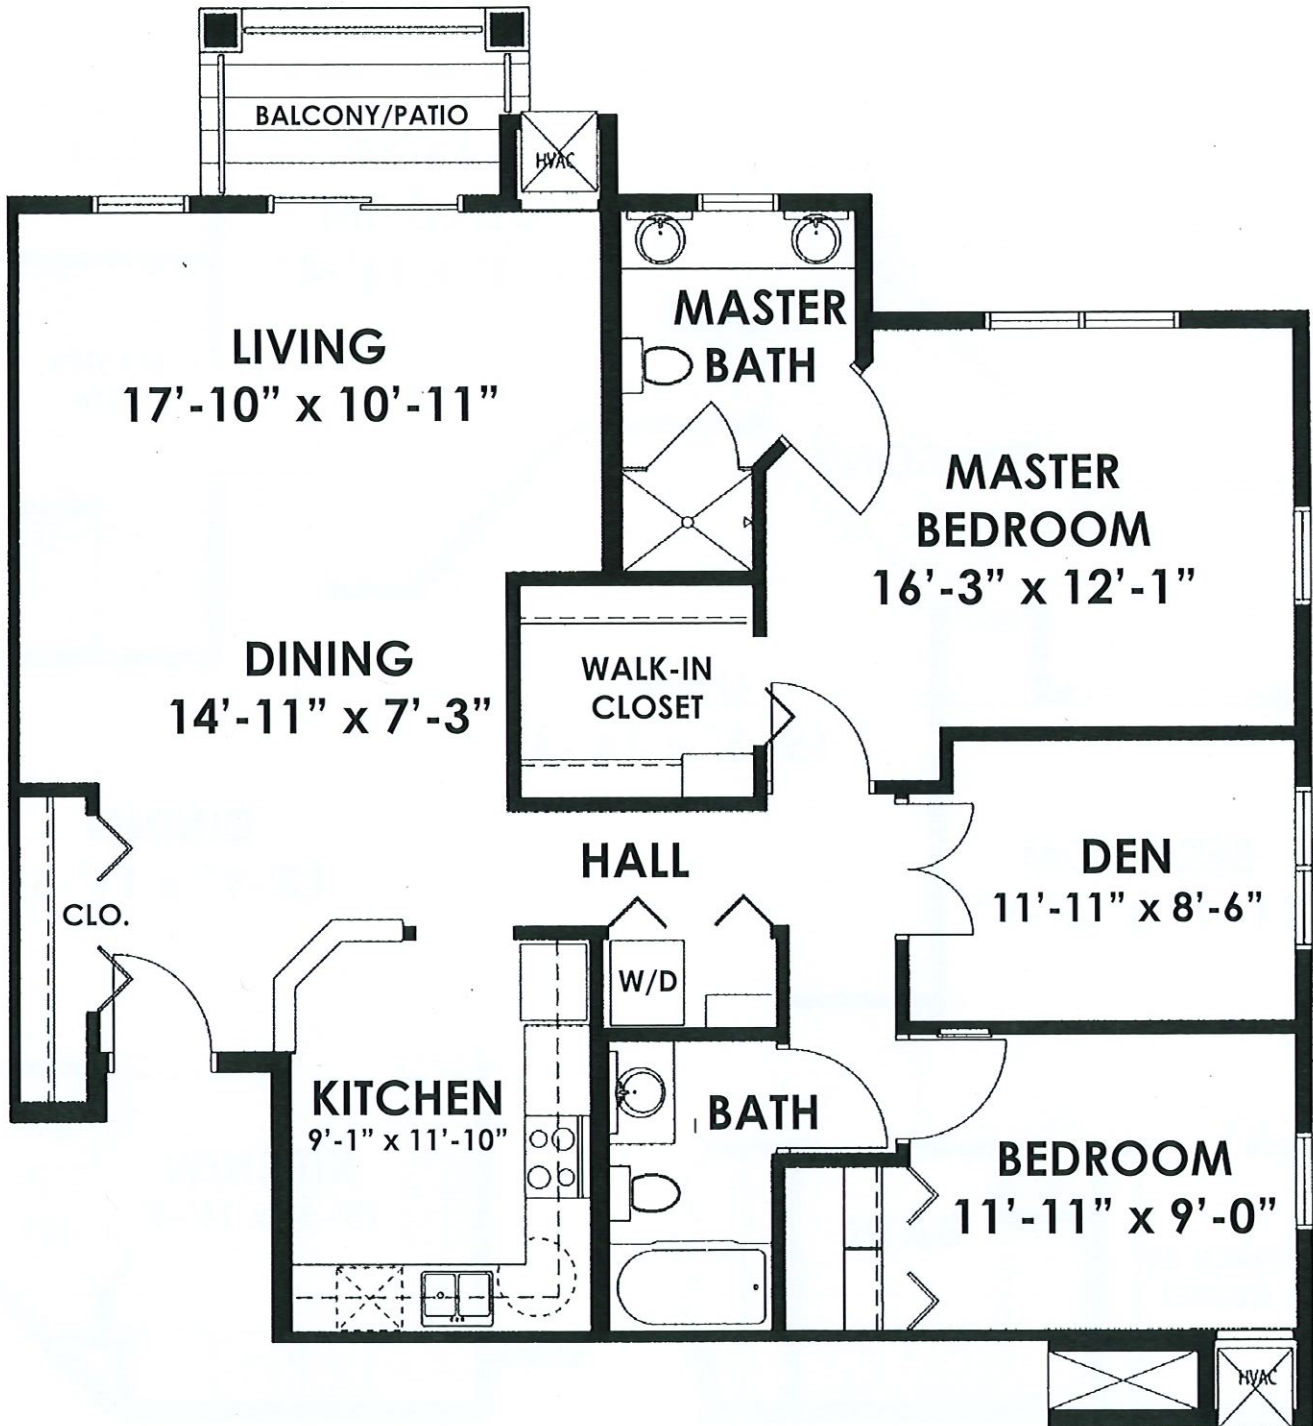 BALCONY/PATIO
HVAC
LIVING
17'-10" x 10'-11"
MASTER
BATH
MASTER
BEDROOM
16'-3" x 12'-1"
DINING
14'-11" x 7'-3"
WALK-IN
CLOSET
HALL
DEN
11'-11" x 8'-6"
CLO.
W/D
KITCHEN
9'-1" x 11'-10"
BATH
BEDROOM
11'-11" x 9'-0"
HVAC